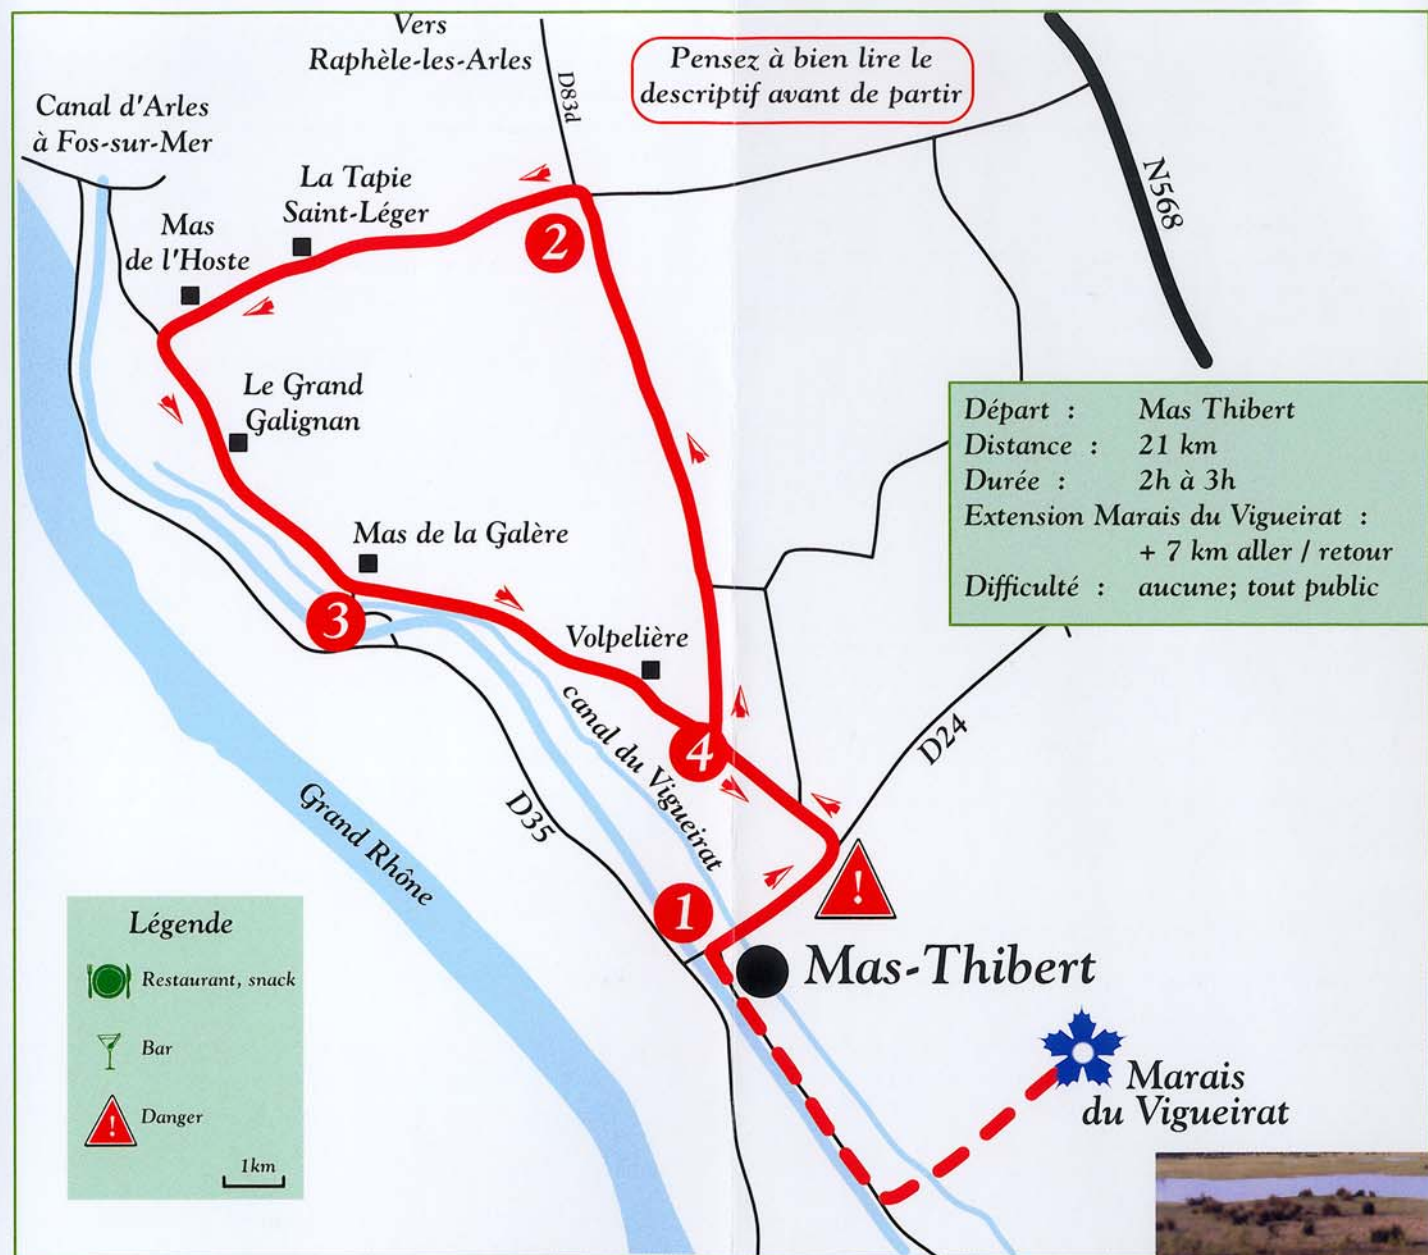 Vers
Raphèle-les-Arles
D83d
Pensez à bien lire le
descriptif avant de partir
Canal d'Arles
à Fos-sur-Mer
La Tapie
Saint-Léger
N568
Mas
de l'Hoste
2
Le Grand
Galignan
Départ : Mas Thibert
Distance : 21 km
Durée : 2h à 3h
Extension Marais du Vigueirat :
+ 7 km aller / retour
Difficulté : aucune; tout public
Mas de la Galère
3
Volpelière
canal du Vigueirat
4
D24
Grand Rhône
D35
!
1
Mas-Thibert
Légende
Restaurant, snack
Bar
! Danger
1km
Marais
du Vigueirat